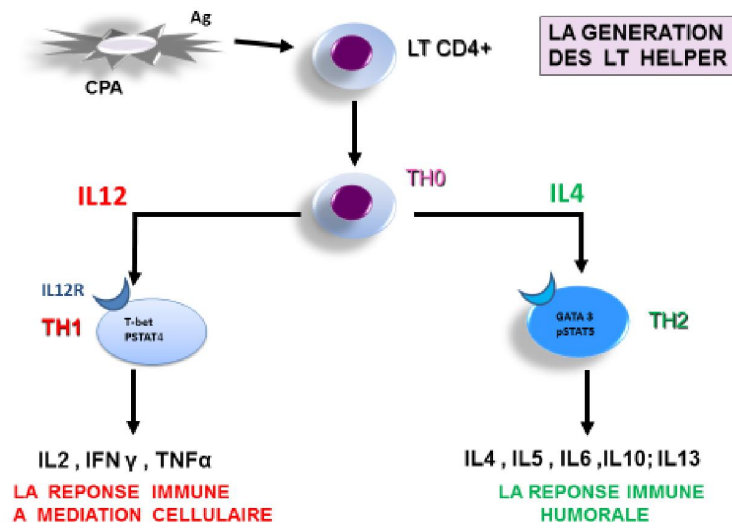 Ag
CPA
LT CD4+
LA GENERATION
DES LT HELPER
TH0
IL12
IL4
IL12R
TH1
T-bet
PSTAT4
GATA 3
pSTAT5
TH2
IL2 , IFN γ , TNFα
LA REPONSE IMMUNE
A MEDIATION CELLULAIRE
IL4 , IL5 , IL6 ,IL10; IL13
LA REPONSE IMMUNE
HUMORALE